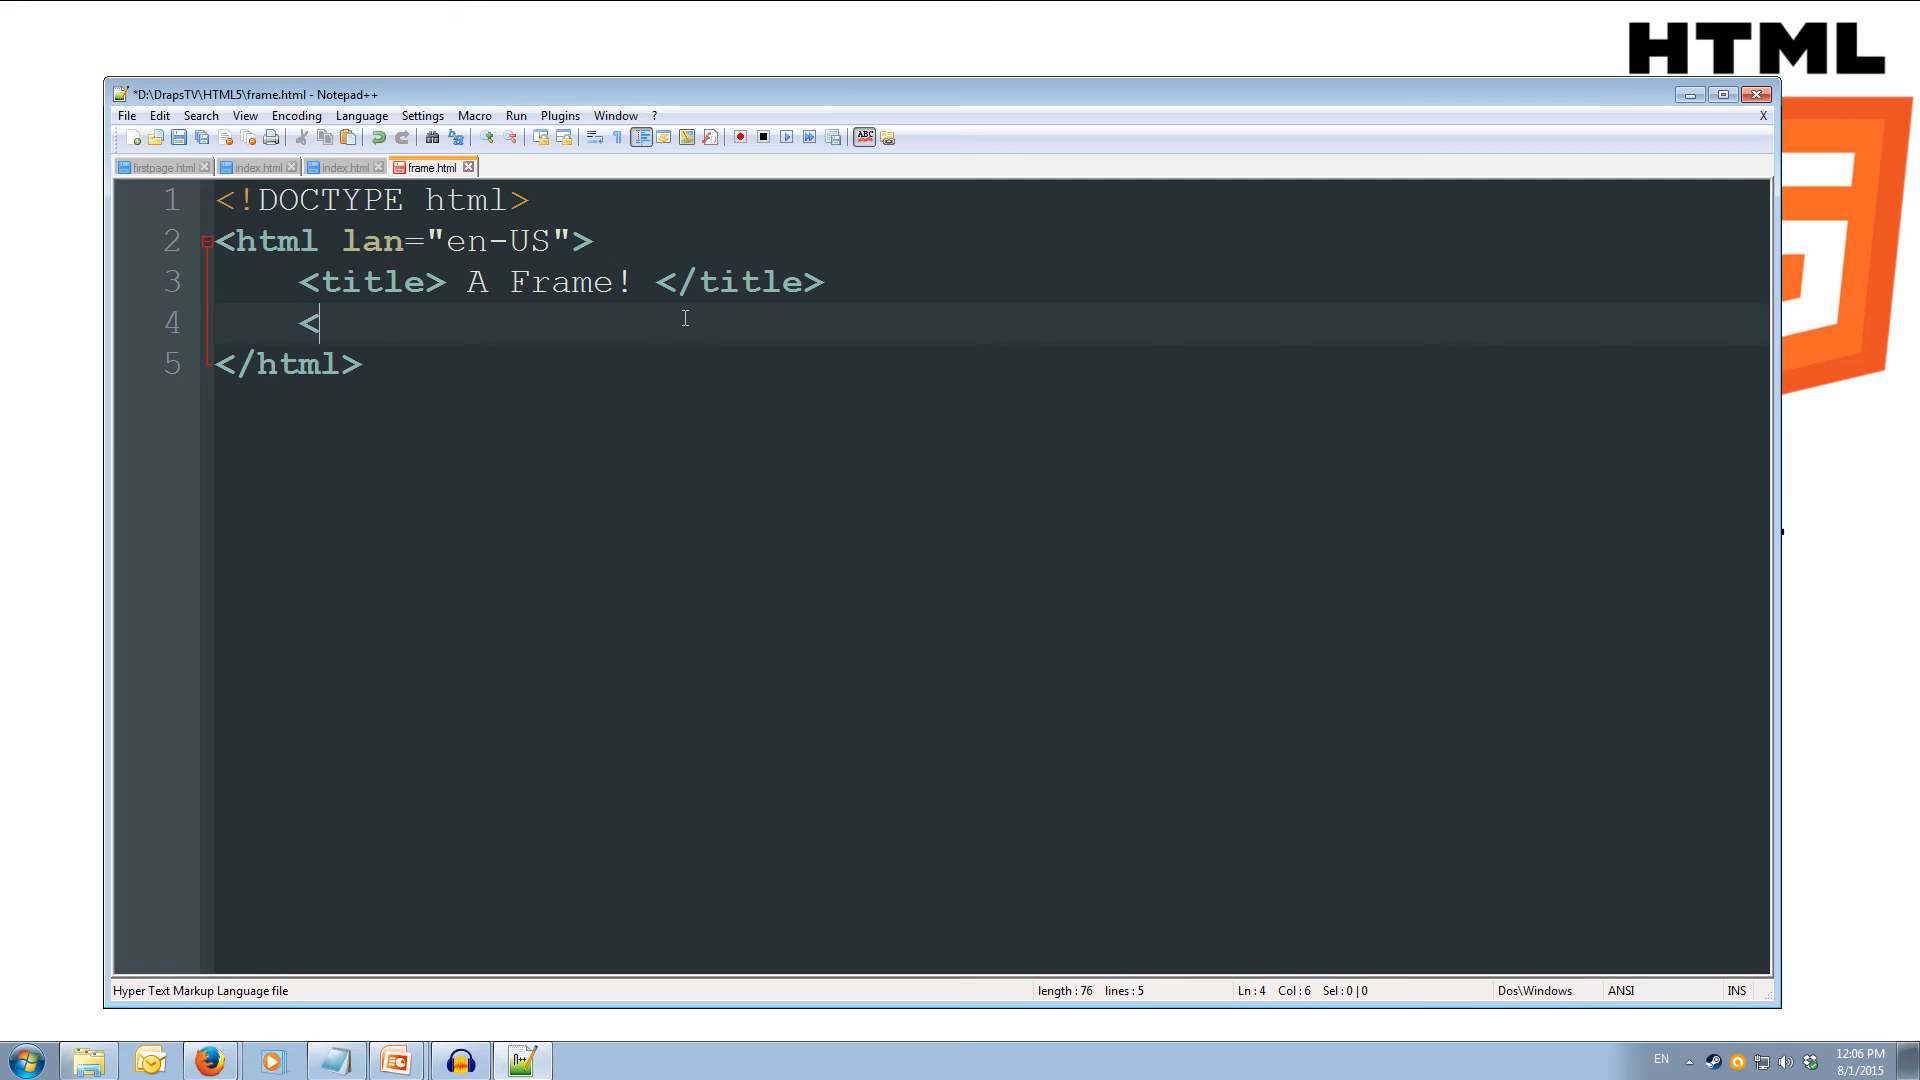 HTML
*D:\DrapsTV\HTML5\frame.html - Notepad++
File Edit Search View Encoding Language Settings Macro Run Plugins Window ? X
ABC
firstpage.html index.html index.html frame.html
1 <!DOCTYPE html>
2 <html lan="en-US">
3 <title> A Frame! </title>
4 <
5 </html>
Hyper Text Markup Language file length : 76 lines : 5 Ln : 4 Col : 6 Sel : 0 | 0 Dos\Windows ANSI INS
EN 12:06 PM
8/1/2015